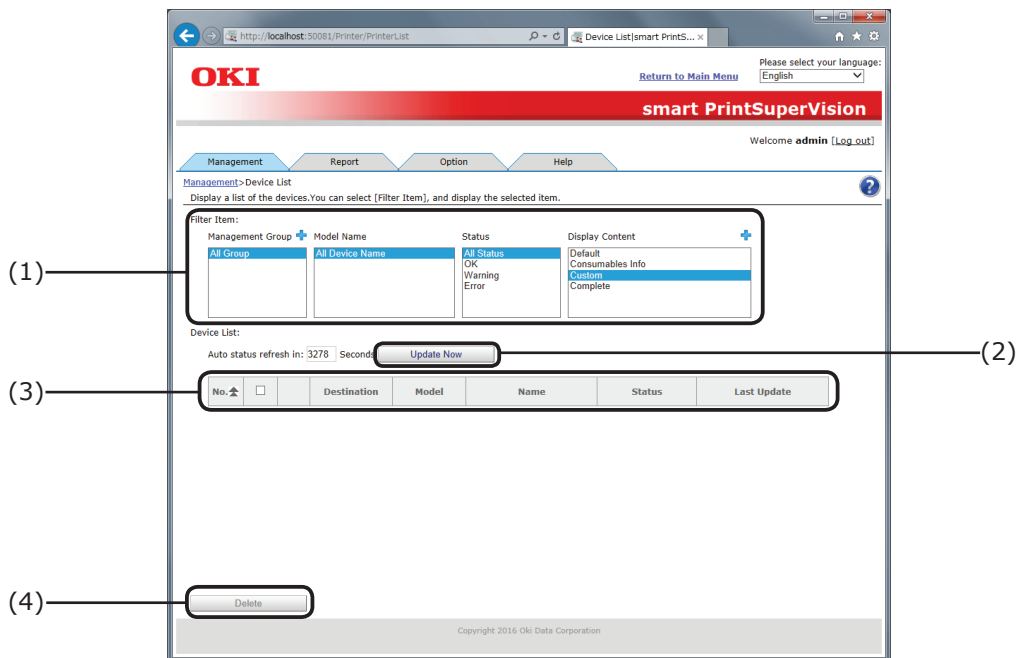 http://localhost:50081/Printer/PrinterList
Device List|smart PrintS...
OKI
Return to Main Menu
Please select your language:
English
smart PrintSuperVision
Welcome admin [Log out]
Management Report Option Help
Management>Device List
Display a list of the devices.You can select [Filter Item], and display the selected item.
Filter Item:
Management Group Model Name Status Display Content
All Group All Device Name All Status Default
OK Consumables Info
Warning Custom
Error Complete
(1)
Device List:
Auto status refresh in: 3278 Seconds Update Now
(2)
(3)
No. Destination Model Name Status Last Update
(4)
Delete
Copyright 2016 Oki Data Corporation